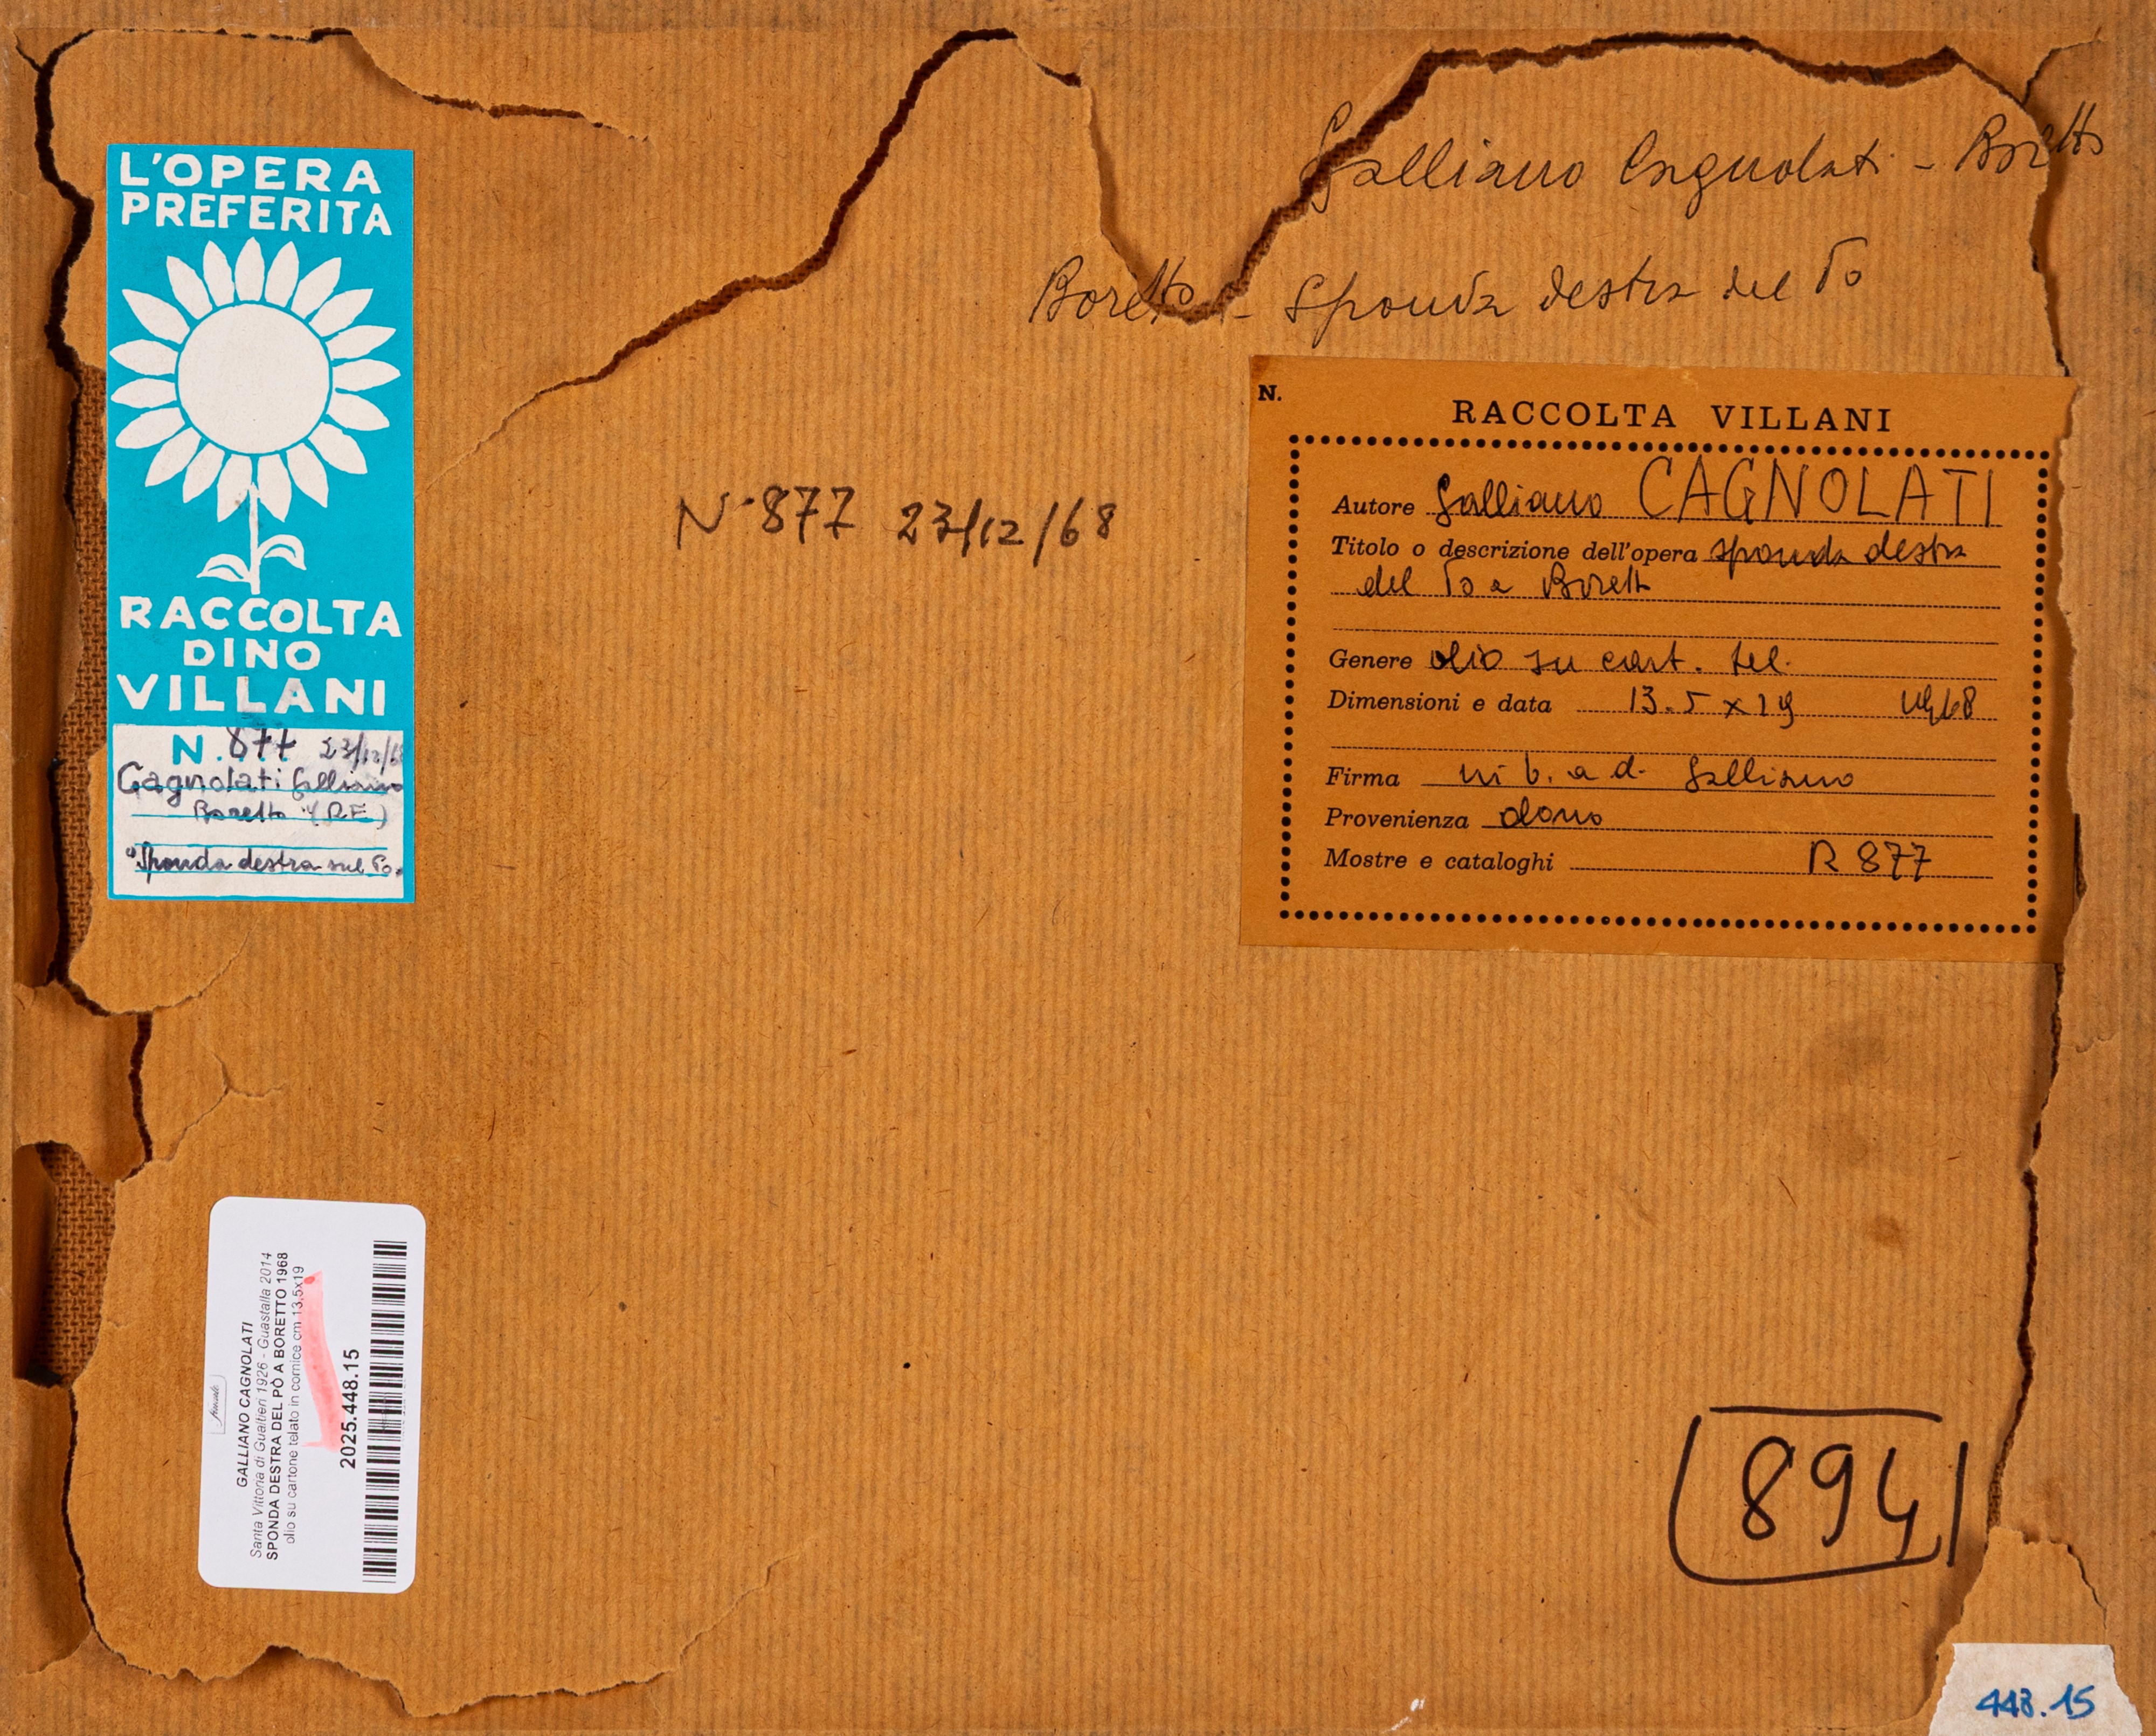 L'OPERA
PREFERITA
RACCOLTA
DINO
VILLANI
N. 877 23/12/68
Cagnolati Galliano
Boretto (RE)
"Sponda destra sul Po"
Galliano Cagnolati - Boretto
Boretto - Sponda destra del Po
N. 877 23/12/68
N.
RACCOLTA VILLANI
Autore Galliano CAGNOLATI
Titolo o descrizione dell'opera sponda destra
del Po a Boretto
Genere olio su cart. tel.
Dimensioni e data 13.5 x 19 1968
Firma in b. a d. Galliano
Provenienza dono
Mostre e cataloghi R 877
GALLIANO CAGNOLATI
Santa Vittoria di Gualtieri 1926 - Guastalla 2014
SPONDA DESTRA DEL PÒ A BORETTO 1968
olio su cartone telato in cornice cm 13,5x19
2025.448.15
894
448.15